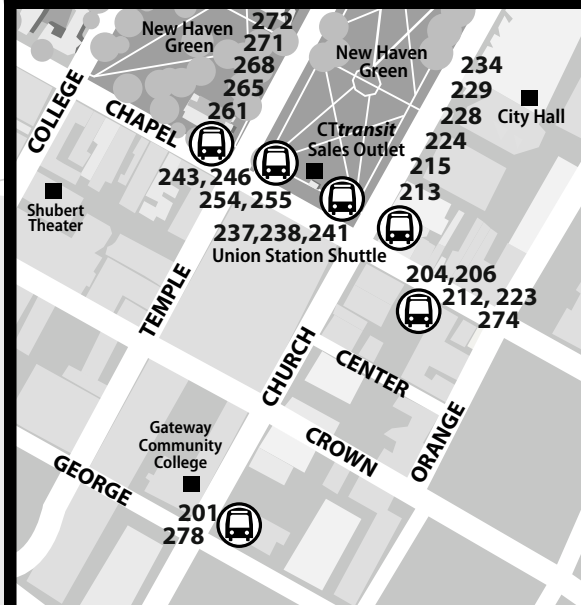 272
271
268
265
261
New Haven
Green
New Haven
Green
234
229
228
224
215
213
City Hall
COLLEGE
CHAPEL
CTtransit
Sales Outlet
243, 246
254, 255
Shubert
Theater
237,238,241
Union Station Shuttle
204,206
212, 223
274
TEMPLE
CHURCH
CENTER
ORANGE
CROWN
Gateway
Community
College
GEORGE
201
278